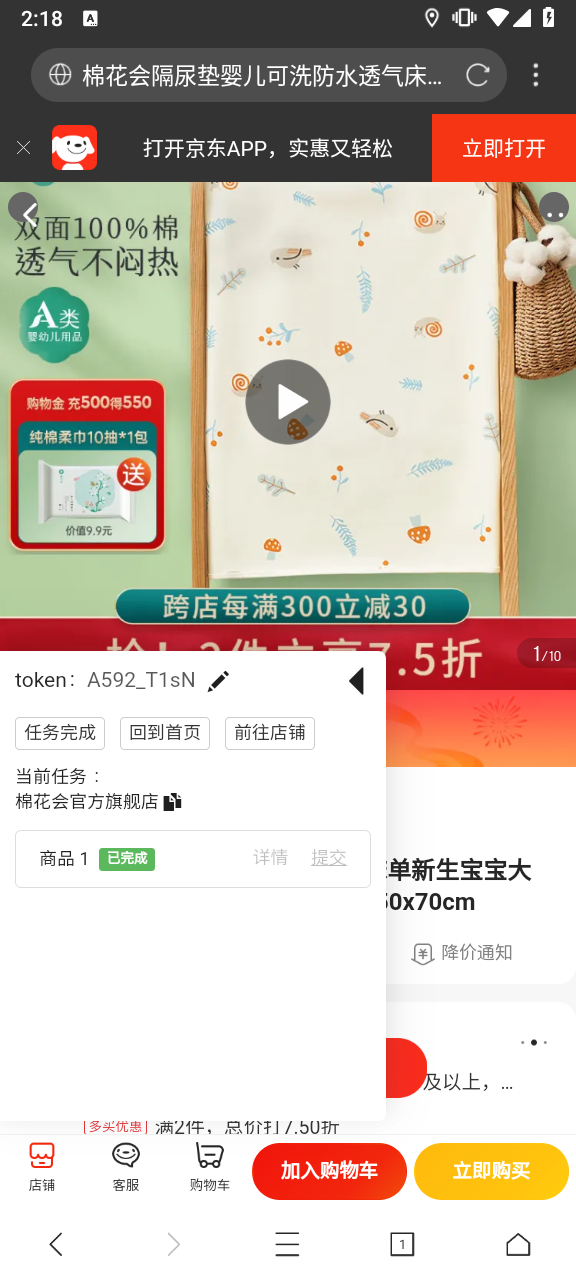 2:18
A
棉花会隔尿垫婴儿可洗防水透气床...
打开京东APP，实惠又轻松
立即打开
双面100%棉
透气不闷热
A类
婴幼儿用品
购物金 充500得550
纯棉柔巾10抽*1包
送
价值9.9元
跨店每满300立减30
7.5折
1/10
token： A592_T1sN
任务完成
回到首页
前往店铺
当前任务：
棉花会官方旗舰店
商品 1 已完成 详情 提交
单新生宝宝大
50x70cm
降价通知
及以上，...
多买优惠 满2件，总价打7.50折
店铺
客服
购物车
加入购物车
立即购买
1